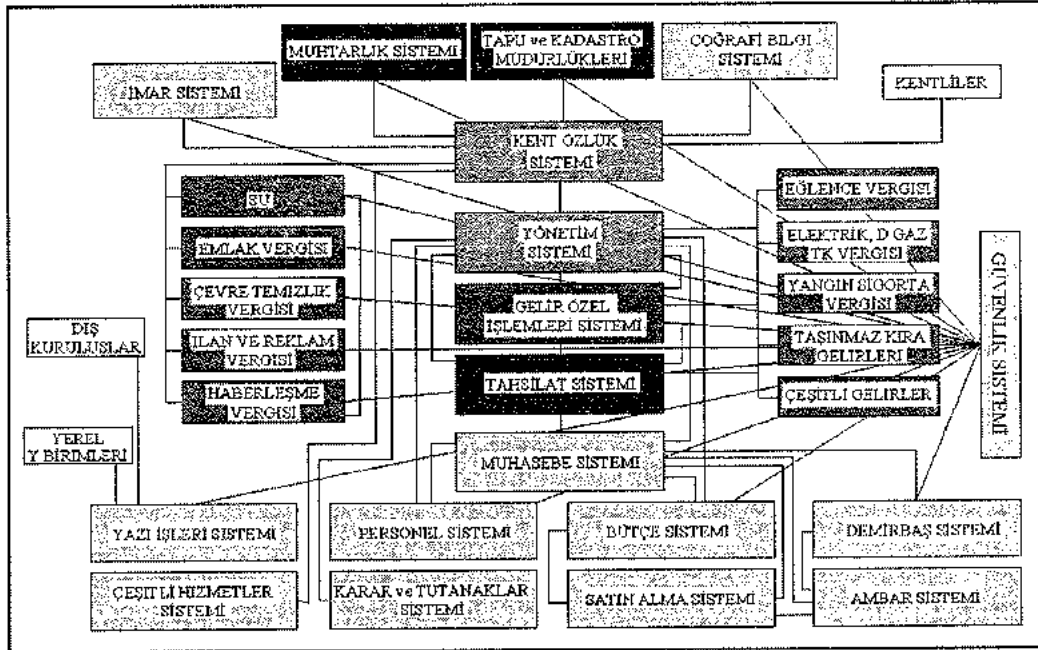 MUHTARLIK SİSTEMİ
TAPU ve KADASTRO
MÜDÜRLÜKLERİ
COĞRAFİ BİLGİ
SİSTEMİ
İMAR SİSTEMİ
KENTLİLER
KENT ÖZLÜK
SİSTEMİ
SU
EMLAK VERGİSİ
ÇEVRE TEMİZLİK
VERGİSİ
İLAN VE REKLAM
VERGİSİ
HABERLEŞME
VERGİSİ
YÖNETİM
SİSTEMİ
GELİR ÖZEL
İŞLEMLERİ SİSTEMİ
TAHSİLAT SİSTEMİ
MUHASEBE SİSTEMİ
EĞLENCE VERGİSİ
ELEKTRİK, D GAZ
TK VERGİSİ
YANGIN SİGORTA
VERGİSİ
TAŞINMAZ KİRA
GELİRLERİ
ÇEŞİTLİ GELİRLER
GÜVENLİK SİSTEMİ
DIŞ
KURULUŞLAR
YEREL
Y BİRİMLERİ
YAZI İŞLERİ SİSTEMİ
PERSONEL SİSTEMİ
BÜTÇE SİSTEMİ
DEMİRBAŞ SİSTEMİ
ÇEŞİTLİ HİZMETLER
SİSTEMİ
KARAR ve TUTANAKLAR
SİSTEMİ
SATIN ALMA SİSTEMİ
AMBAR SİSTEMİ